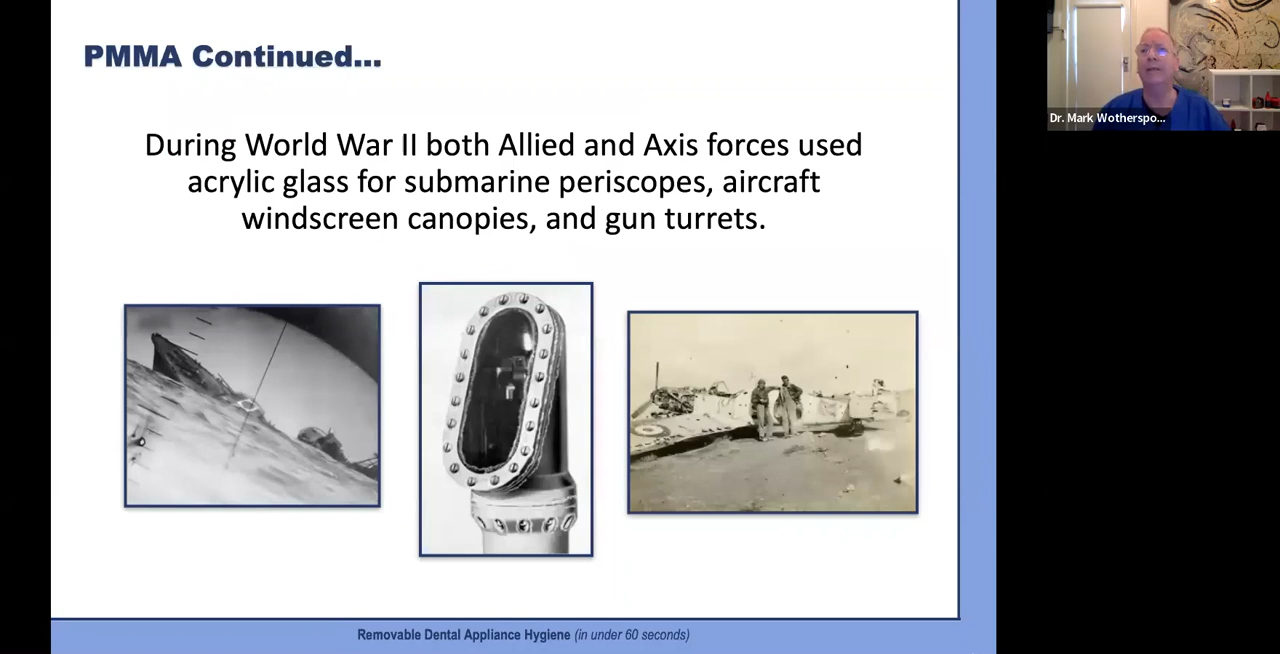 PMMA Continued...
During World War II both Allied and Axis forces used
acrylic glass for submarine periscopes, aircraft
windscreen canopies, and gun turrets.
Dr. Mark Wotherspo...
Removable Dental Appliance Hygiene (in under 60 seconds)